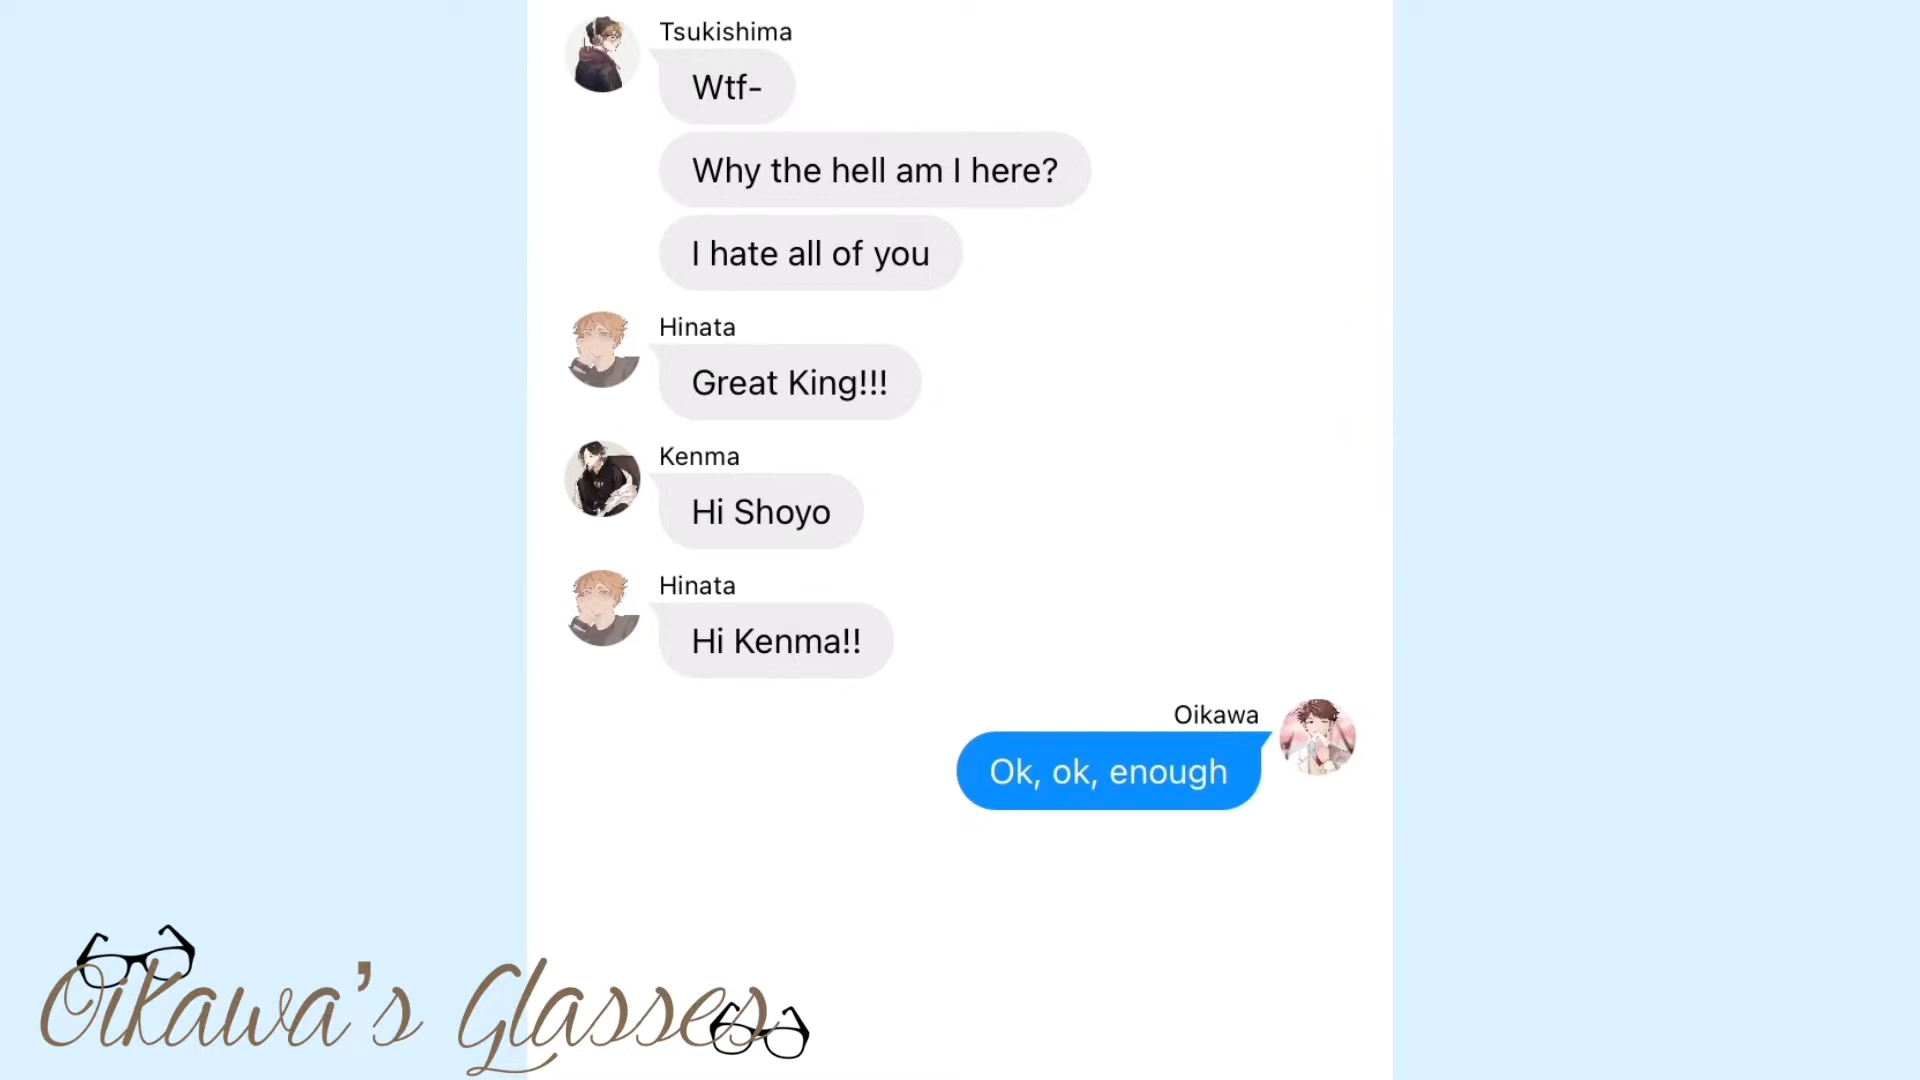 Tsukishima
Wtf-
Why the hell am I here?
I hate all of you
Hinata
Great King!!!
Kenma
Hi Shoyo
Hinata
Hi Kenma!!
Oikawa
Ok, ok, enough
Oikawa's Glasses